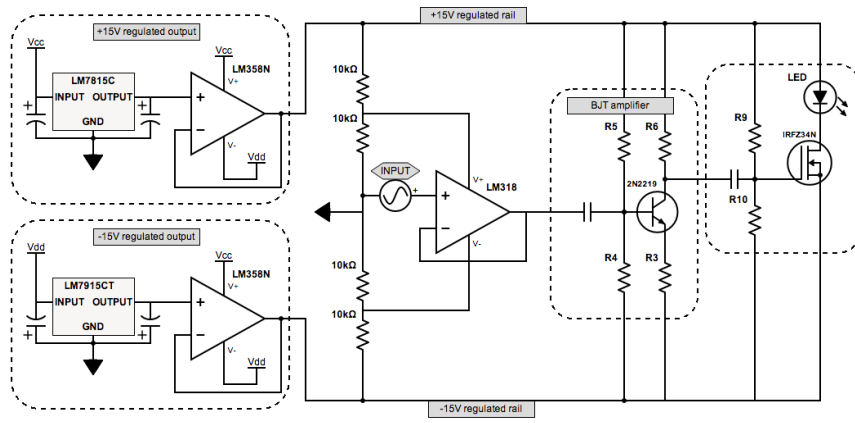 +15V regulated output
+15V regulated rail
Vcc
Vcc
LM7815C
LM358N
INPUT OUTPUT
GND
V+
+
−
V-
Vdd
+
+
10kΩ
10kΩ
INPUT
+
LM318
V+
+
−
V-
10kΩ
10kΩ
BJT amplifier
R5
R6
2N2219
R4
R3
LED
R9
IRFZ34N
R10
-15V regulated output
Vdd
Vcc
LM7915CT
LM358N
INPUT OUTPUT
GND
V+
+
−
V-
Vdd
+
+
-15V regulated rail